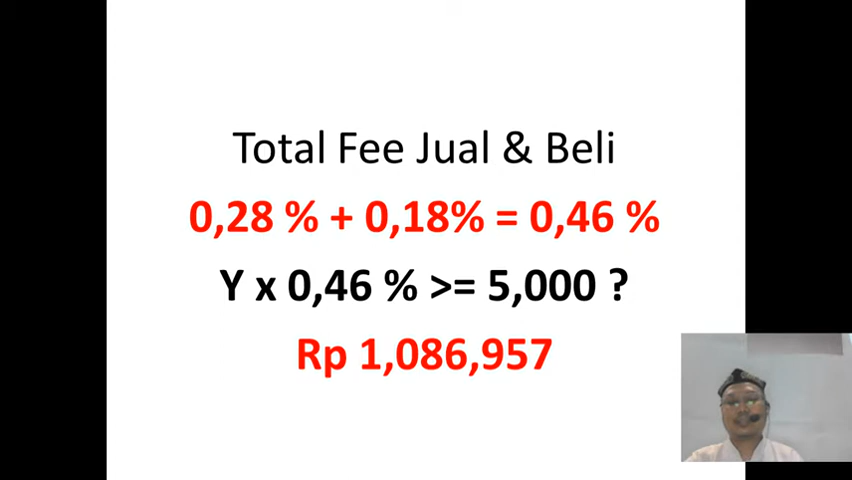 Total Fee Jual & Beli
0,28 % + 0,18% = 0,46 %
Y x 0,46 % >= 5,000 ?
Rp 1,086,957